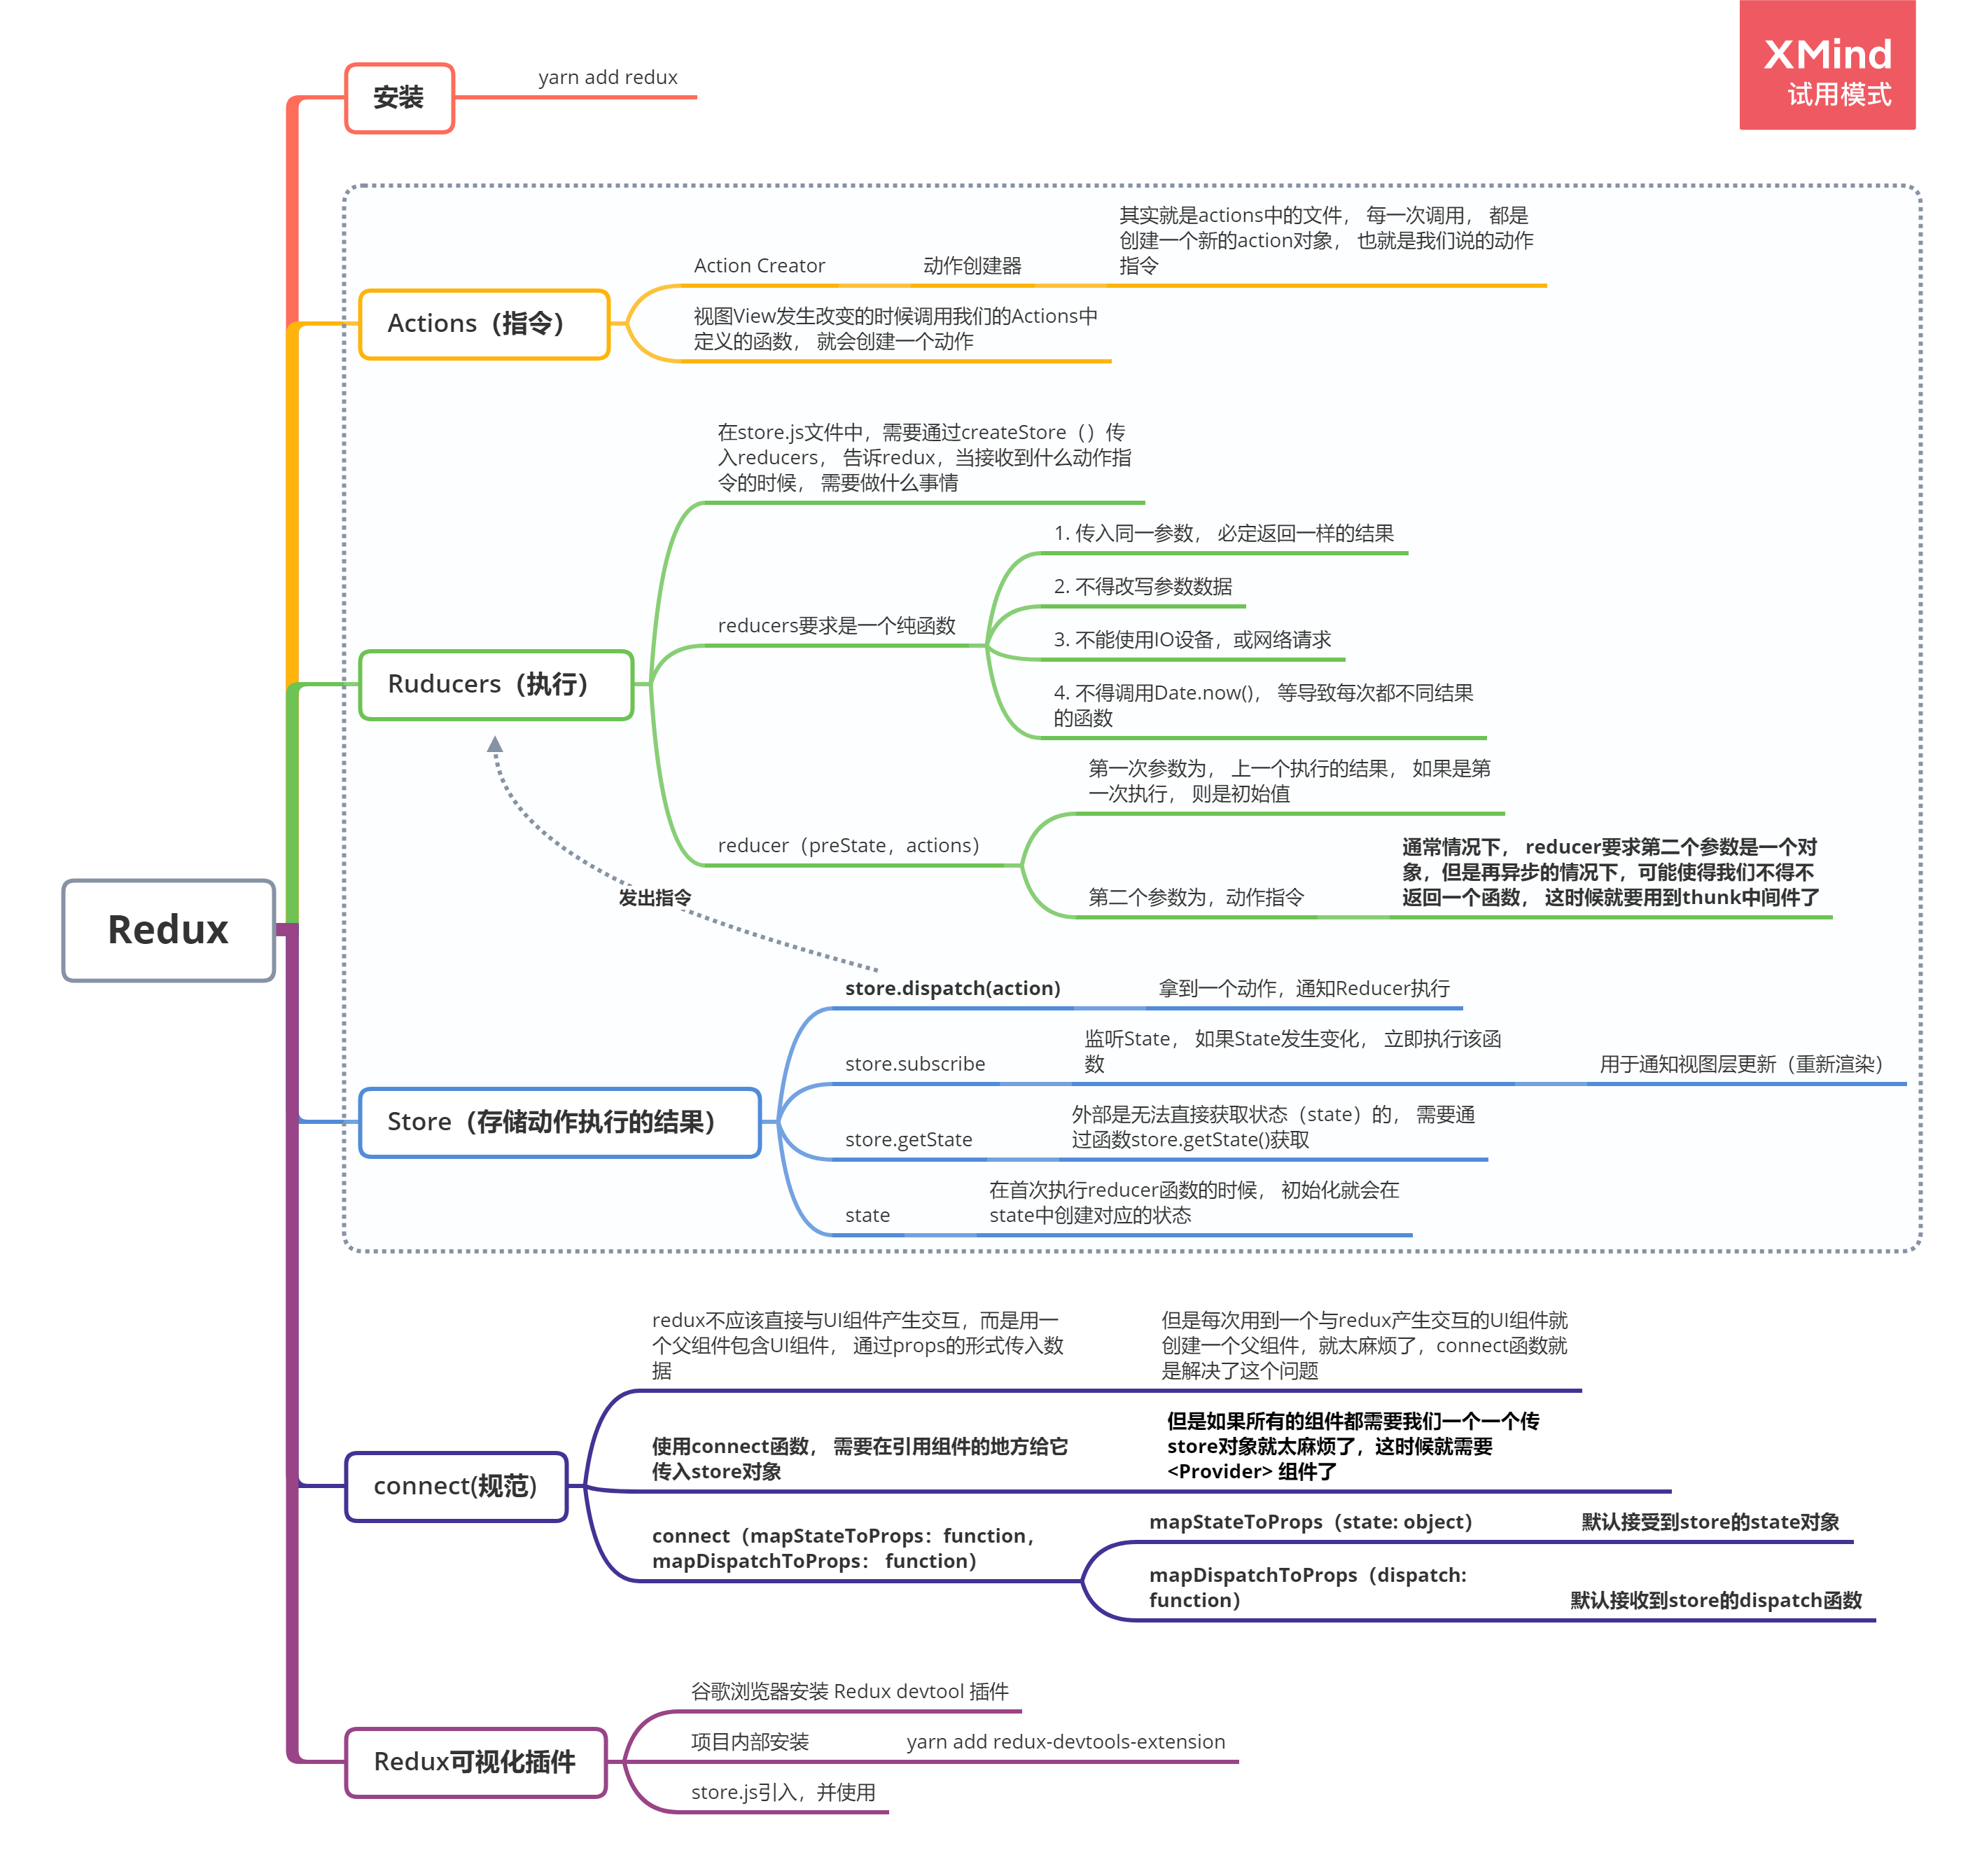 XMind
试用模式
安装
yarn add redux
Actions（指令）
Action Creator
动作创建器
其实就是actions中的文件， 每一次调用， 都是
创建一个新的action对象， 也就是我们说的动作
指令
视图View发生改变的时候调用我们的Actions中
定义的函数， 就会创建一个动作
Ruducers（执行）
在store.js文件中，需要通过createStore（）传
入reducers， 告诉redux，当接收到什么动作指
令的时候， 需要做什么事情
reducers要求是一个纯函数
1. 传入同一参数， 必定返回一样的结果
2. 不得改写参数数据
3. 不能使用IO设备，或网络请求
4. 不得调用Date.now()， 等导致每次都不同结果
的函数
reducer（preState，actions）
第一次参数为， 上一个执行的结果， 如果是第
一次执行， 则是初始值
第二个参数为，动作指令
通常情况下， reducer要求第二个参数是一个对
象，但是再异步的情况下，可能使得我们不得不
返回一个函数， 这时候就要用到thunk中间件了
发出指令
Redux
Store（存储动作执行的结果）
store.dispatch(action)
拿到一个动作，通知Reducer执行
store.subscribe
监听State， 如果State发生变化， 立即执行该函
数
用于通知视图层更新（重新渲染）
store.getState
外部是无法直接获取状态（state）的， 需要通
过函数store.getState()获取
state
在首次执行reducer函数的时候， 初始化就会在
state中创建对应的状态
connect(规范)
redux不应该直接与UI组件产生交互，而是用一
个父组件包含UI组件， 通过props的形式传入数
据
但是每次用到一个与redux产生交互的UI组件就
创建一个父组件，就太麻烦了，connect函数就
是解决了这个问题
使用connect函数， 需要在引用组件的地方给它
传入store对象
但是如果所有的组件都需要我们一个一个传
store对象就太麻烦了，这时候就需要
<Provider> 组件了
connect（mapStateToProps：function，
mapDispatchToProps： function）
mapStateToProps（state: object）
默认接受到store的state对象
mapDispatchToProps（dispatch:
function）
默认接收到store的dispatch函数
Redux可视化插件
谷歌浏览器安装 Redux devtool 插件
项目内部安装
yarn add redux-devtools-extension
store.js引入，并使用